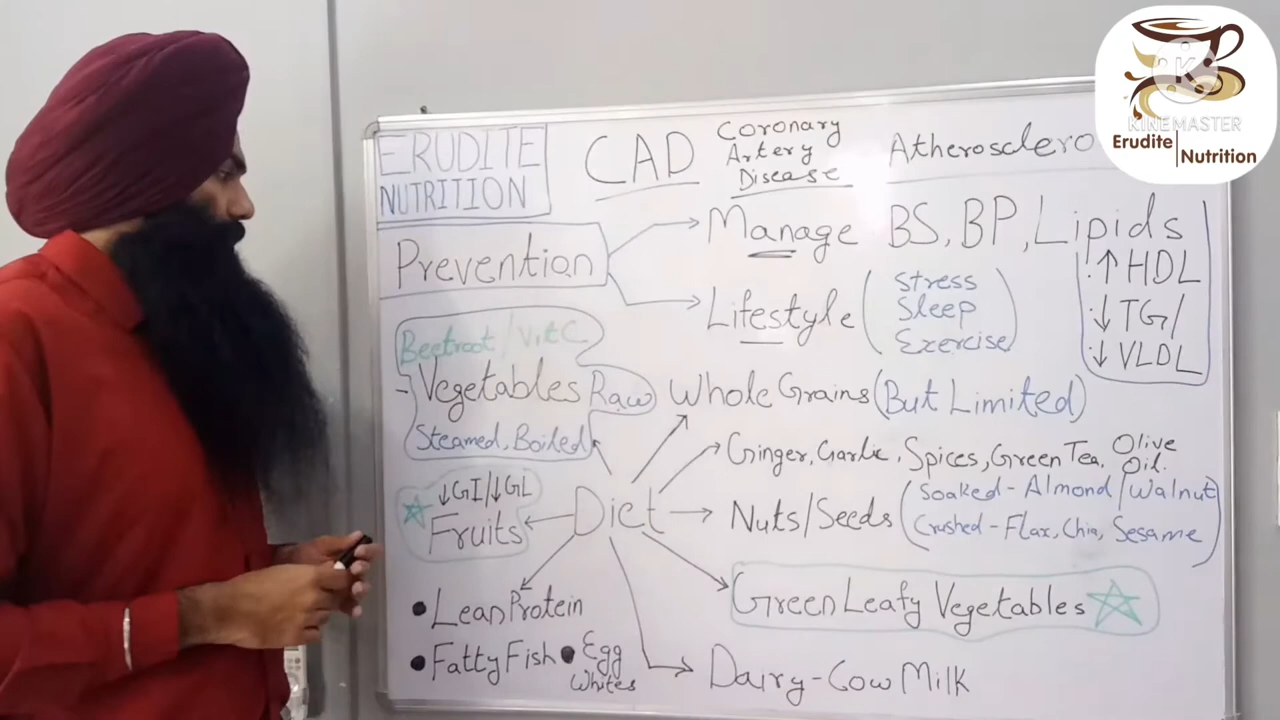 ERUDITE
NUTRITION
CAD
Coronary
Artery
Disease
Atherosclero
KINEMASTER
Erudite Nutrition
Prevention
Manage BS, BP, Lipids
↑ HDL
↓ TG/
↓ VLDL
Lifestyle (Stress
Sleep
Exercise)
Beetroot / Vit C
- Vegetables Raw
Steamed, Boiled
Whole Grains (But Limited)
Ginger, Garlic, Spices, Green Tea, Olive
Oil.
Diet
Nuts/Seeds (Soaked - Almond / Walnut
Crushed - Flax, Chia, Sesame)
↓GI/↓GL
Fruits
Green Leafy Vegetables
• Lean Protein
• Fatty Fish • Egg
Whites
Dairy - Cow Milk